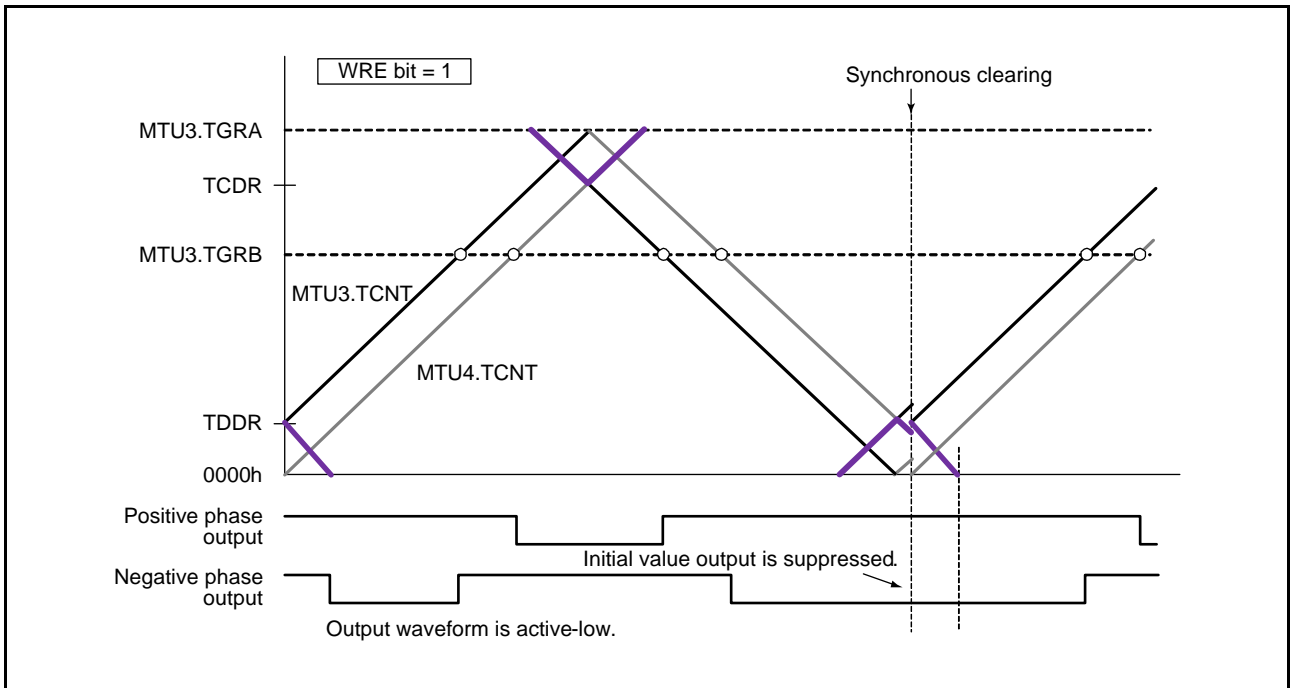 WRE bit = 1
Synchronous clearing
MTU3.TGRA
TCDR
MTU3.TGRB
MTU3.TCNT
MTU4.TCNT
TDDR
0000h
Positive phase
output
Initial value output is suppressed.
Negative phase
output
Output waveform is active-low.